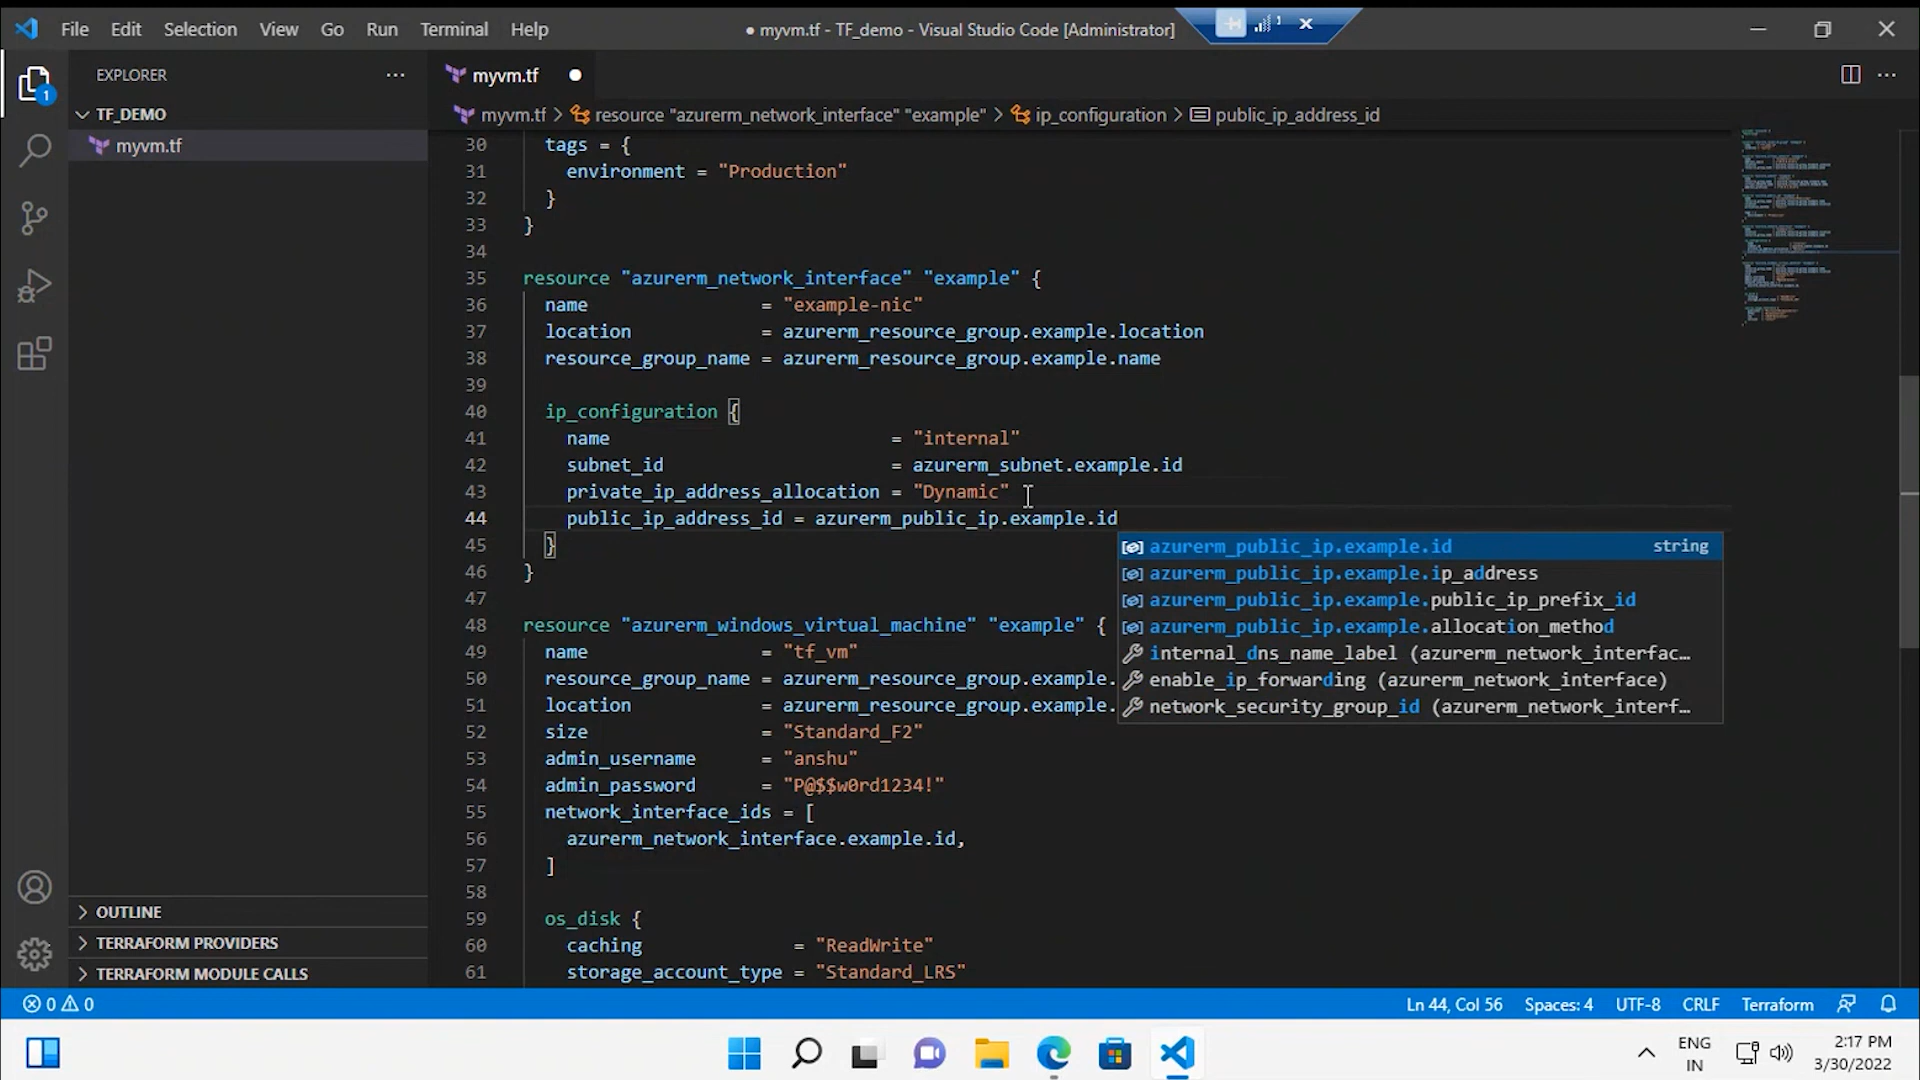 File Edit Selection View Go Run Terminal Help
● myvm.tf - TF_demo - Visual Studio Code [Administrator]
EXPLORER
1
TF_DEMO
myvm.tf
myvm.tf
myvm.tf > resource "azurerm_network_interface" "example" > ip_configuration > public_ip_address_id
30 tags = {
31 environment = "Production"
32 }
33 }
34
35 resource "azurerm_network_interface" "example" {
36 name = "example-nic"
37 location = azurerm_resource_group.example.location
38 resource_group_name = azurerm_resource_group.example.name
39
40 ip_configuration {
41 name = "internal"
42 subnet_id = azurerm_subnet.example.id
43 private_ip_address_allocation = "Dynamic"
44 public_ip_address_id = azurerm_public_ip.example.id
45 }
46 }
47
48 resource "azurerm_windows_virtual_machine" "example" {
49 name = "tf_vm"
50 resource_group_name = azurerm_resource_group.example.
51 location = azurerm_resource_group.example.
52 size = "Standard_F2"
53 admin_username = "anshu"
54 admin_password = "P@$$w0rd1234!"
55 network_interface_ids = [
56 azurerm_network_interface.example.id,
57 ]
58
59 os_disk {
60 caching = "ReadWrite"
61 storage_account_type = "Standard_LRS"
azurerm_public_ip.example.id string
azurerm_public_ip.example.ip_address
azurerm_public_ip.example.public_ip_prefix_id
azurerm_public_ip.example.allocation_method
internal_dns_name_label (azurerm_network_interfac…
enable_ip_forwarding (azurerm_network_interface)
network_security_group_id (azurerm_network_interf…
OUTLINE
TERRAFORM PROVIDERS
TERRAFORM MODULE CALLS
0 0
Ln 44, Col 56 Spaces: 4 UTF-8 CRLF Terraform
ENG
IN
2:17 PM
3/30/2022